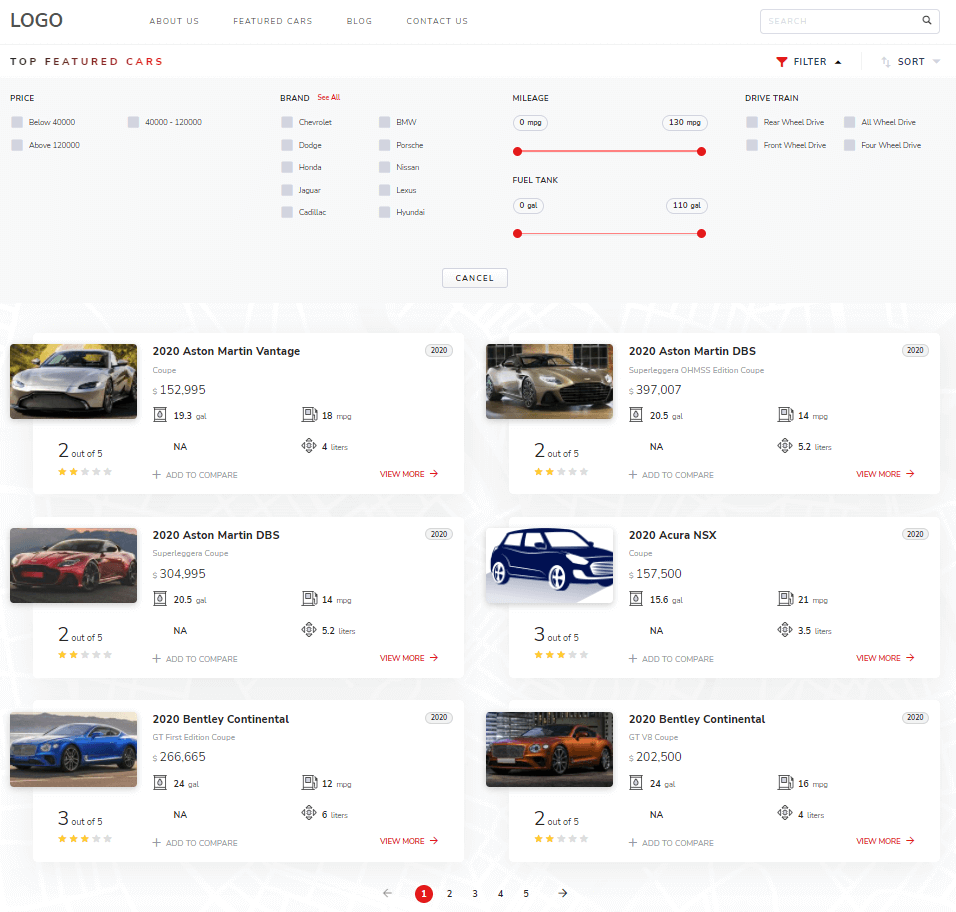 LOGO ABOUT US FEATURED CARS BLOG CONTACT US SEARCH
TOP FEATURED CARS FILTER SORT
PRICE
Below 40000 40000 - 120000
Above 120000
BRAND See All
Chevrolet BMW
Dodge Porsche
Honda Nissan
Jaguar Lexus
Cadillac Hyundai
MILEAGE
0 mpg 130 mpg
FUEL TANK
0 gal 110 gal
DRIVE TRAIN
Rear Wheel Drive All Wheel Drive
Front Wheel Drive Four Wheel Drive
CANCEL
2020 Aston Martin Vantage 2020
Coupe
$ 152,995
19.3 gal 18 mpg
NA 4 liters
2 out of 5
+ ADD TO COMPARE VIEW MORE →
2020 Aston Martin DBS 2020
Superleggera OHMSS Edition Coupe
$ 397,007
20.5 gal 14 mpg
NA 5.2 liters
2 out of 5
+ ADD TO COMPARE VIEW MORE →
2020 Aston Martin DBS 2020
Superleggera Coupe
$ 304,995
20.5 gal 14 mpg
NA 5.2 liters
2 out of 5
+ ADD TO COMPARE VIEW MORE →
2020 Acura NSX 2020
Coupe
$ 157,500
15.6 gal 21 mpg
NA 3.5 liters
3 out of 5
+ ADD TO COMPARE VIEW MORE →
2020 Bentley Continental 2020
GT First Edition Coupe
$ 266,665
24 gal 12 mpg
NA 6 liters
3 out of 5
+ ADD TO COMPARE VIEW MORE →
2020 Bentley Continental 2020
GT V8 Coupe
$ 202,500
24 gal 16 mpg
NA 4 liters
2 out of 5
+ ADD TO COMPARE VIEW MORE →
← 1 2 3 4 5 →